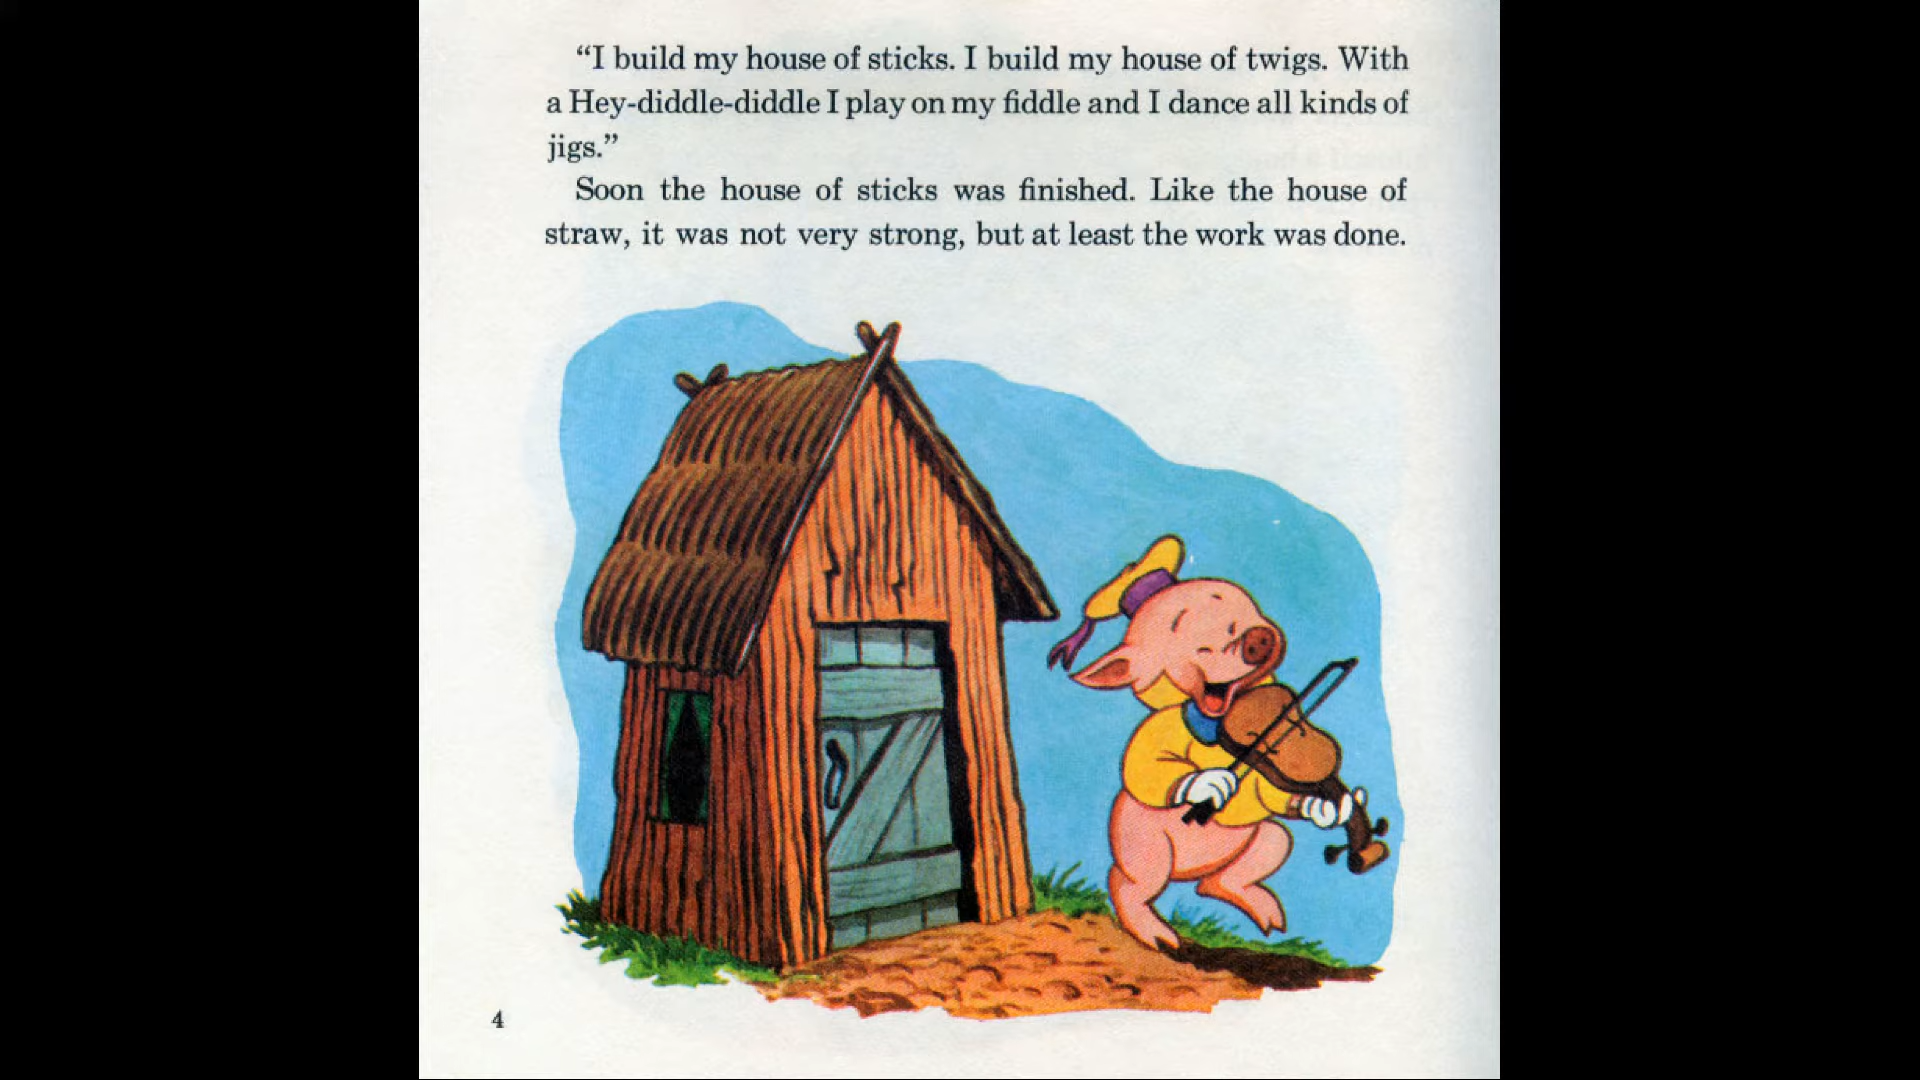 “I build my house of sticks. I build my house of twigs. With
a Hey-diddle-diddle I play on my fiddle and I dance all kinds of
jigs.”
Soon the house of sticks was finished. Like the house of
straw, it was not very strong, but at least the work was done.
4